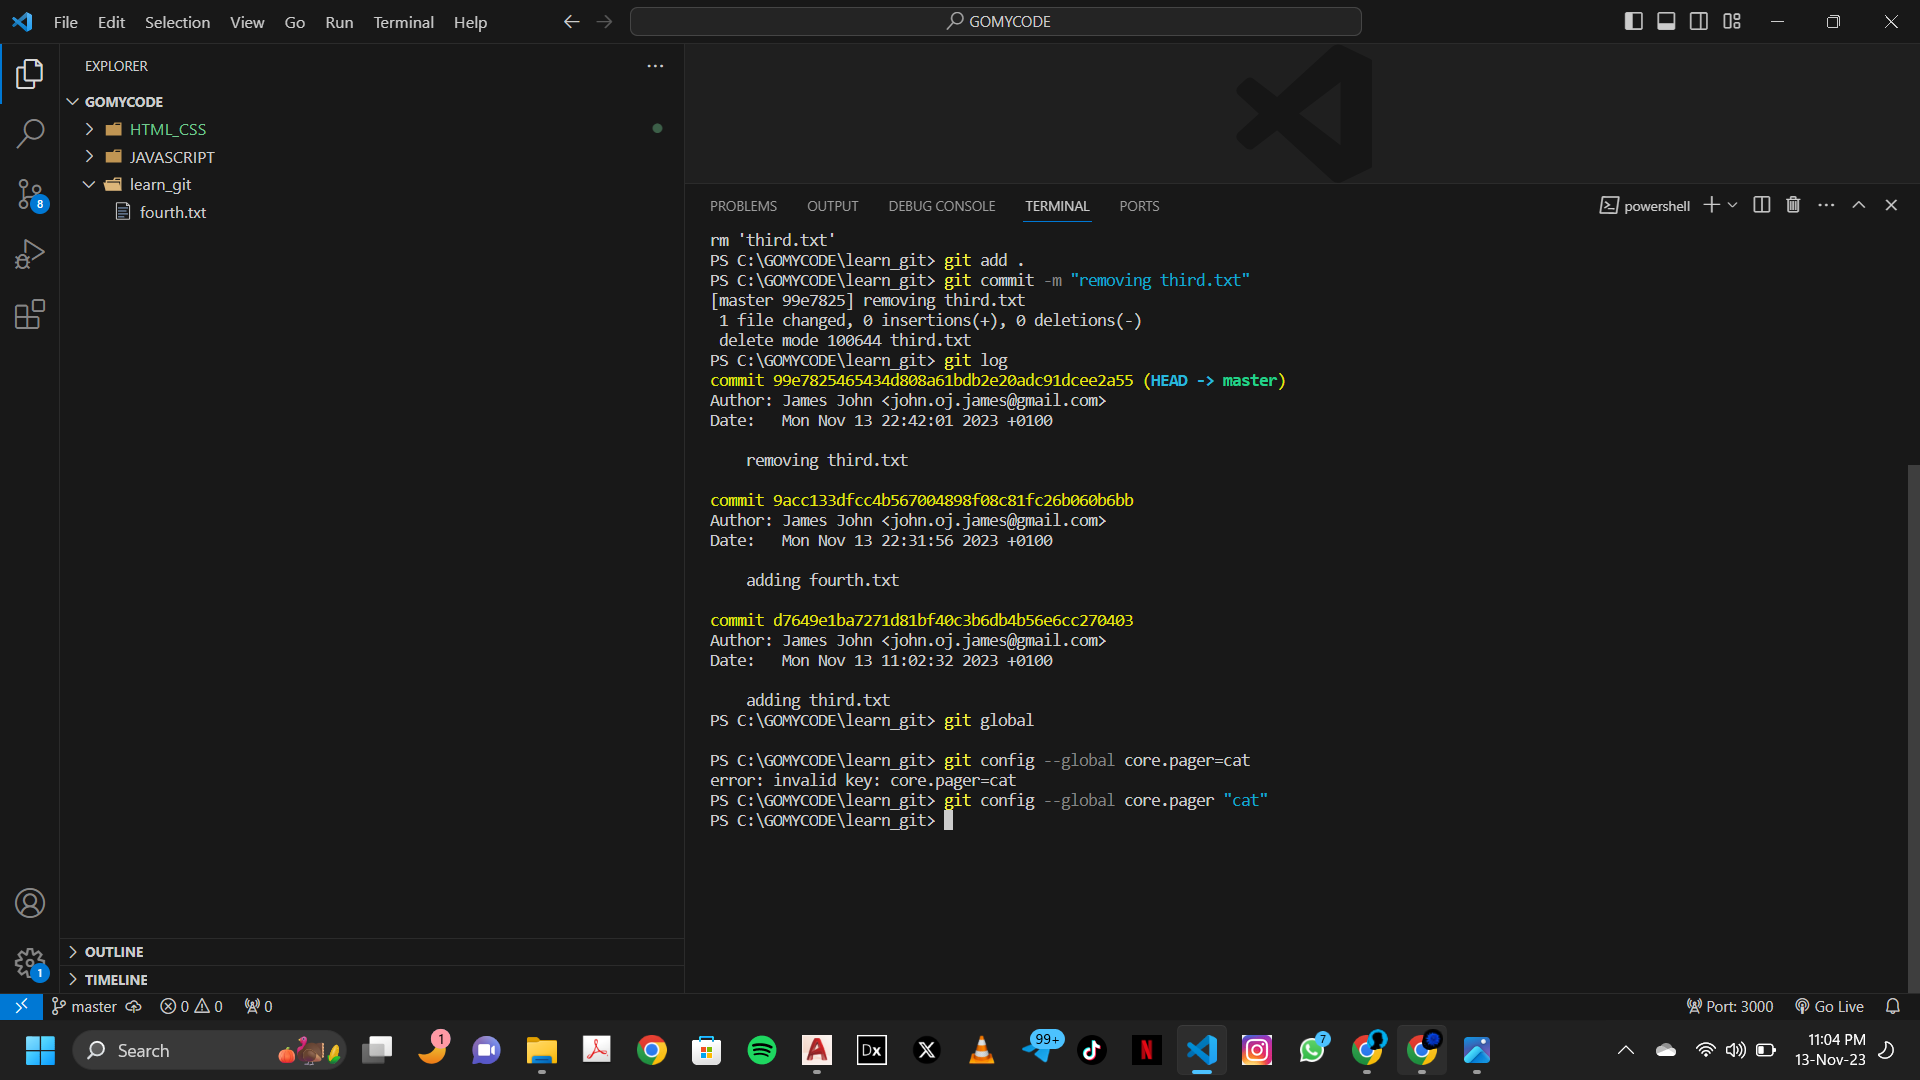 File Edit Selection View Go Run Terminal Help
GOMYCODE
EXPLORER
GOMYCODE
HTML_CSS
JAVASCRIPT
learn_git
fourth.txt
8
PROBLEMS OUTPUT DEBUG CONSOLE TERMINAL PORTS
powershell
rm 'third.txt'
PS C:\GOMYCODE\learn_git> git add .
PS C:\GOMYCODE\learn_git> git commit -m "removing third.txt"
[master 99e7825] removing third.txt
 1 file changed, 0 insertions(+), 0 deletions(-)
 delete mode 100644 third.txt
PS C:\GOMYCODE\learn_git> git log
commit 99e7825465434d808a61bdb2e20adc91dcee2a55 (HEAD -> master)
Author: James John <john.oj.james@gmail.com>
Date:   Mon Nov 13 22:42:01 2023 +0100
    removing third.txt
commit 9acc133dfcc4b567004898f08c81fc26b060b6bb
Author: James John <john.oj.james@gmail.com>
Date:   Mon Nov 13 22:31:56 2023 +0100
    adding fourth.txt
commit d7649e1ba7271d81bf40c3b6db4b56e6cc270403
Author: James John <john.oj.james@gmail.com>
Date:   Mon Nov 13 11:02:32 2023 +0100
    adding third.txt
PS C:\GOMYCODE\learn_git> git global
PS C:\GOMYCODE\learn_git> git config --global core.pager=cat
error: invalid key: core.pager=cat
PS C:\GOMYCODE\learn_git> git config --global core.pager "cat"
PS C:\GOMYCODE\learn_git>
OUTLINE
TIMELINE
1
master 0 0 0
Port: 3000 Go Live
Search
1
Dx
99+
N
7
11:04 PM
13-Nov-23